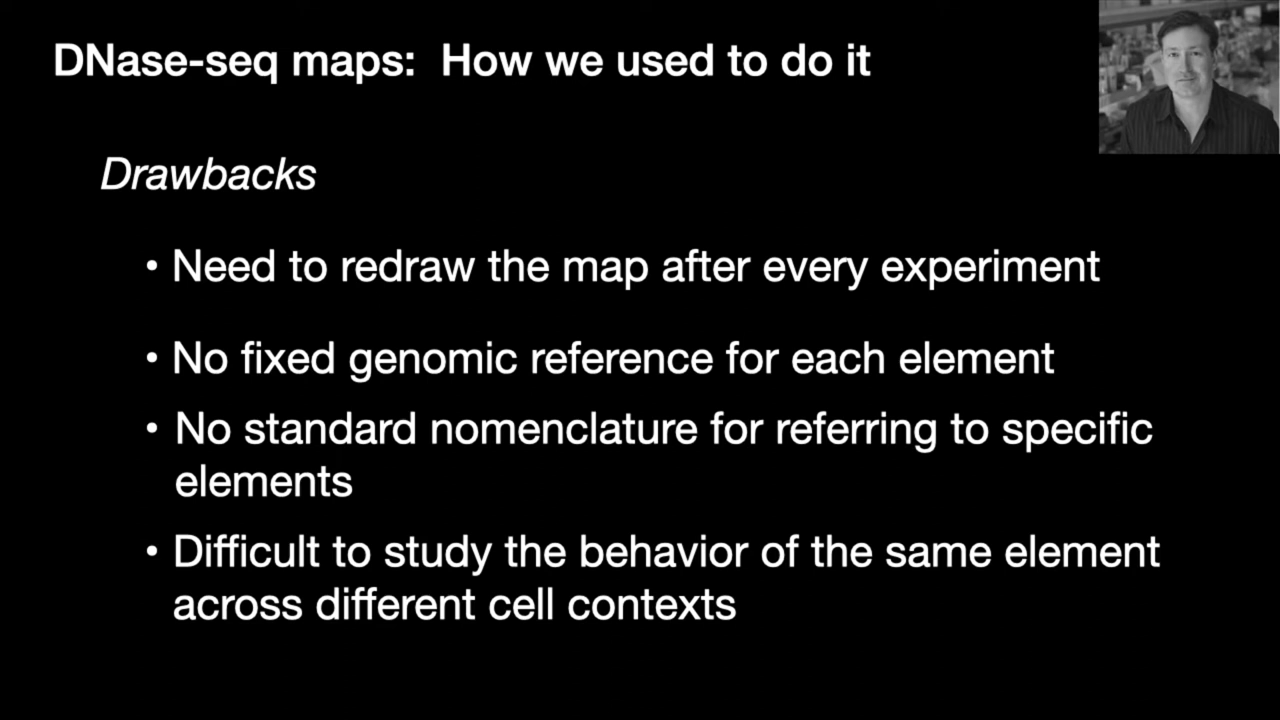 DNase-seq maps:  How we used to do it
Drawbacks
• Need to redraw the map after every experiment
• No fixed genomic reference for each element
• No standard nomenclature for referring to specific
elements
• Difficult to study the behavior of the same element
across different cell contexts